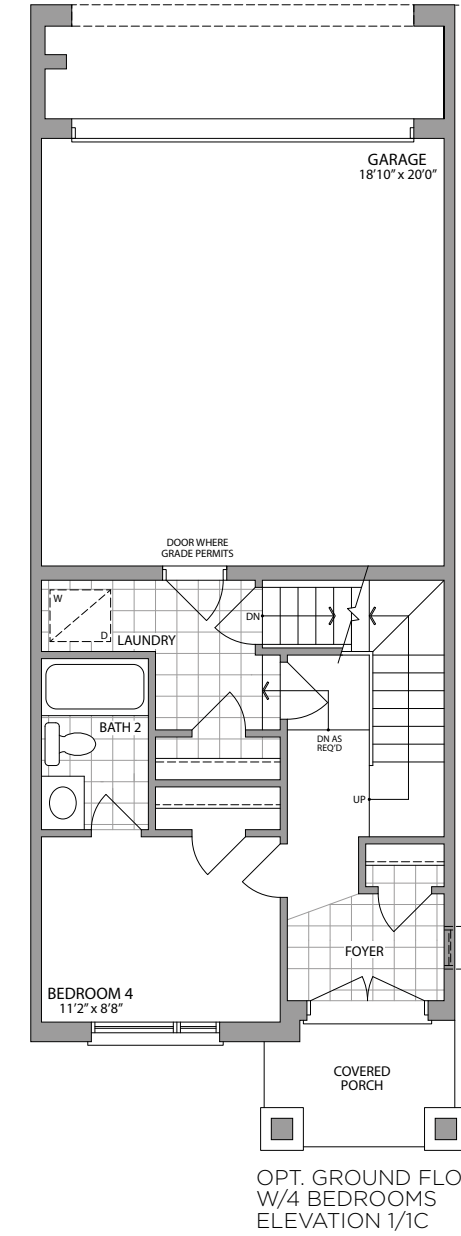 GARAGE
18'10" x 20'0"
DOOR WHERE
GRADE PERMITS
W
D
LAUNDRY
DN
BATH 2
DN AS
REQ'D
UP
FOYER
BEDROOM 4
11'2" x 8'8"
COVERED
PORCH
OPT. GROUND FLO
W/4 BEDROOMS
ELEVATION 1/1C